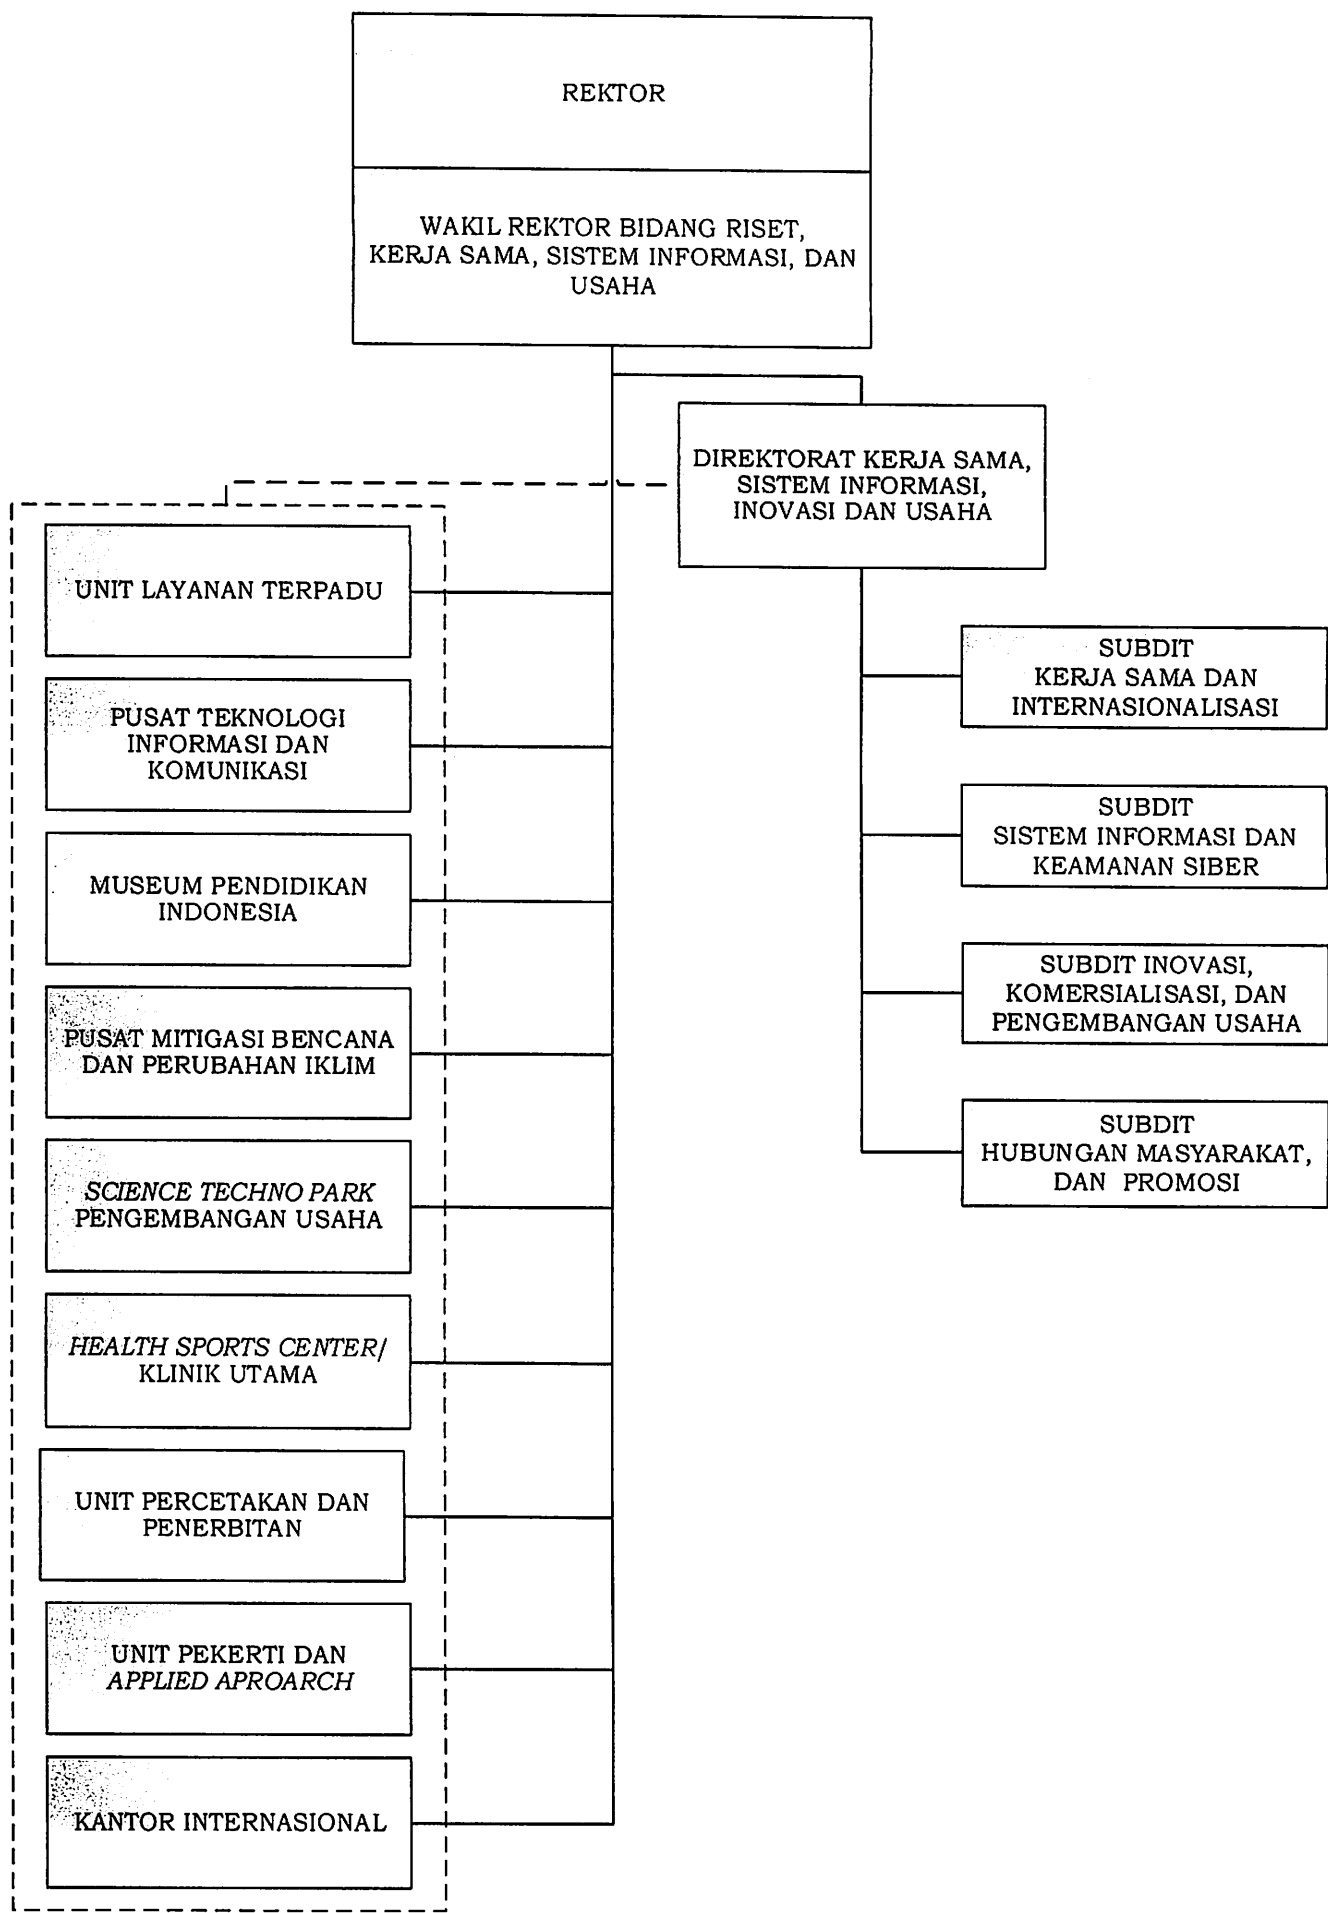 REKTOR
WAKIL REKTOR BIDANG RISET,
KERJA SAMA, SISTEM INFORMASI, DAN
USAHA
DIREKTORAT KERJA SAMA,
SISTEM INFORMASI,
INOVASI DAN USAHA
UNIT LAYANAN TERPADU
PUSAT TEKNOLOGI
INFORMASI DAN
KOMUNIKASI
MUSEUM PENDIDIKAN
INDONESIA
PUSAT MITIGASI BENCANA
DAN PERUBAHAN IKLIM
SCIENCE TECHNO PARK
PENGEMBANGAN USAHA
HEALTH SPORTS CENTER/
KLINIK UTAMA
UNIT PERCETAKAN DAN
PENERBITAN
UNIT PEKERTI DAN
APPLIED APROARCH
KANTOR INTERNASIONAL
SUBDIT
KERJA SAMA DAN
INTERNASIONALISASI
SUBDIT
SISTEM INFORMASI DAN
KEAMANAN SIBER
SUBDIT INOVASI,
KOMERSIALISASI, DAN
PENGEMBANGAN USAHA
SUBDIT
HUBUNGAN MASYARAKAT,
DAN PROMOSI